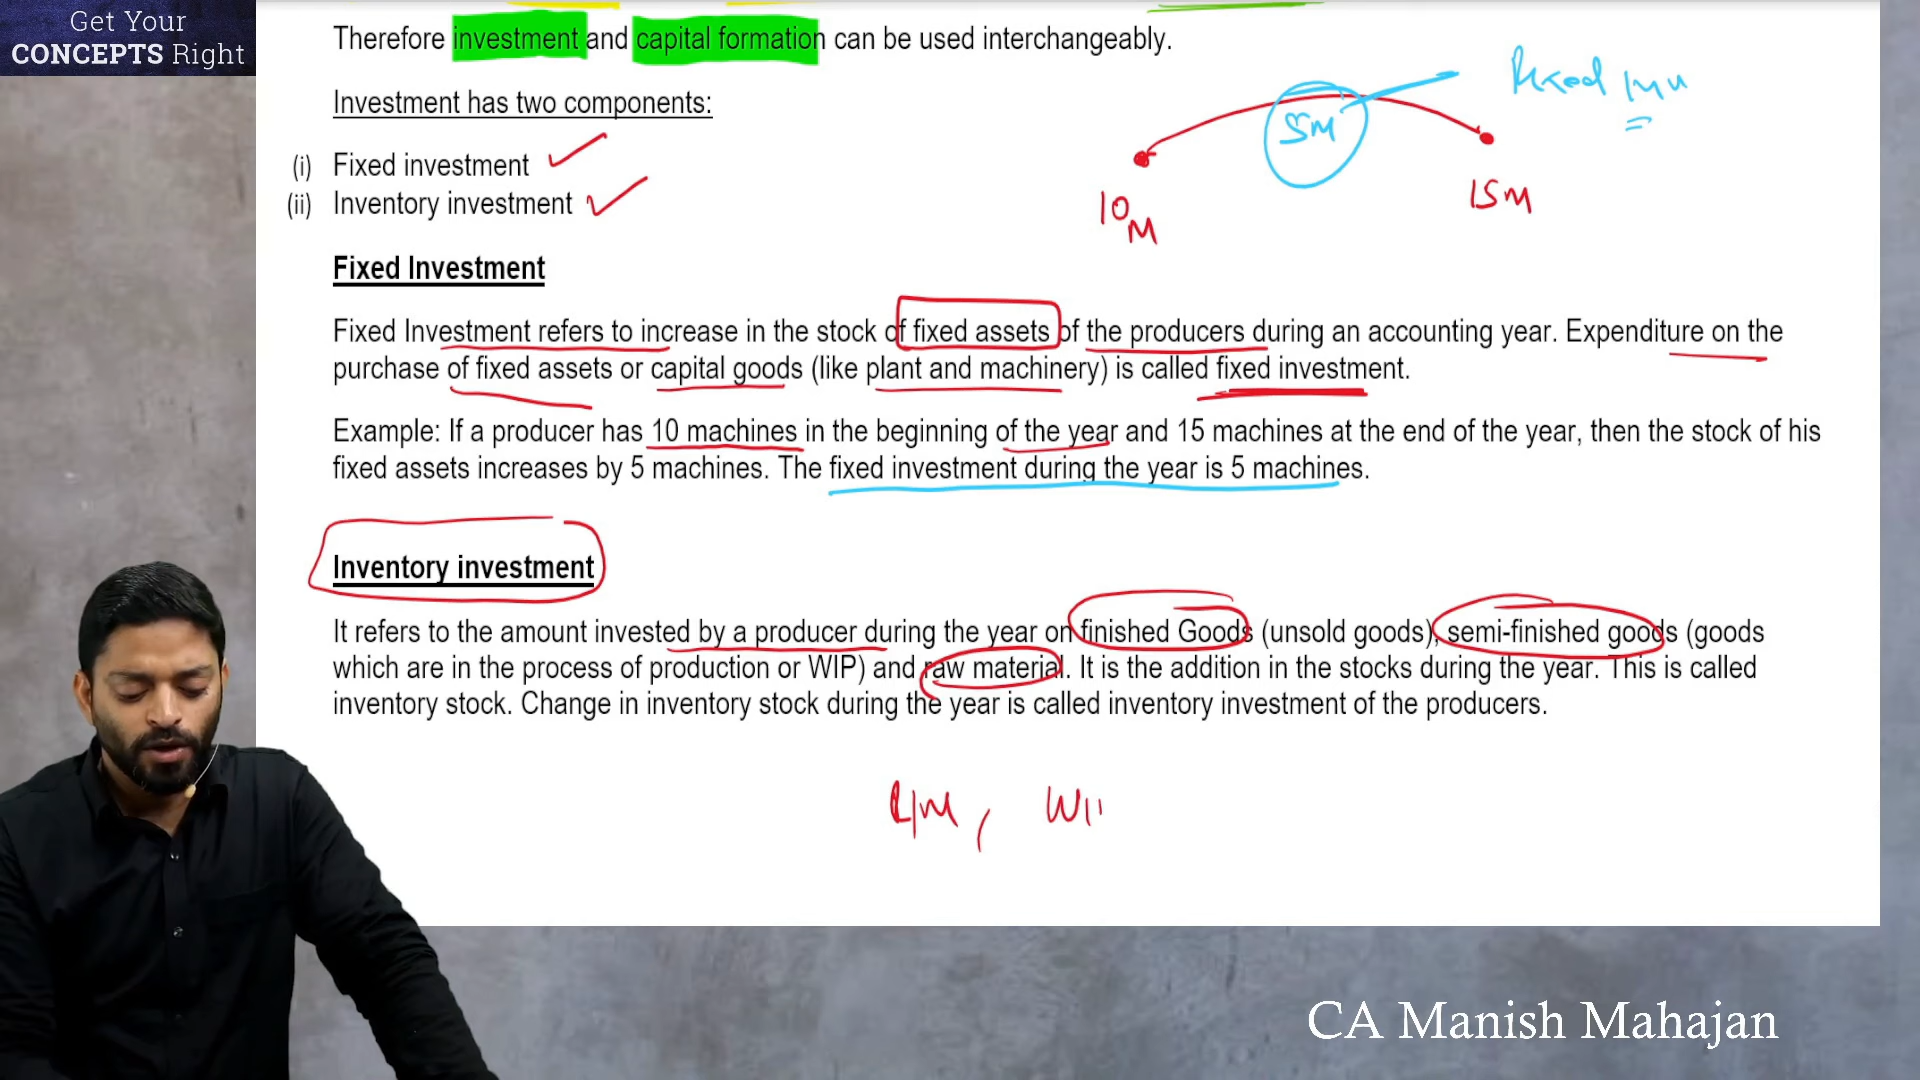 Get Your
CONCEPTS Right
Therefore investment and capital formation can be used interchangeably.
Investment has two components:
(i) Fixed investment
(ii) Inventory investment
5M
10M
15M
Fixed Investment
Fixed Investment refers to increase in the stock of fixed assets of the producers during an accounting year. Expenditure on the
purchase of fixed assets or capital goods (like plant and machinery) is called fixed investment.
Example: If a producer has 10 machines in the beginning of the year and 15 machines at the end of the year, then the stock of his
fixed assets increases by 5 machines. The fixed investment during the year is 5 machines.
Inventory investment
It refers to the amount invested by a producer during the year on finished Goods (unsold goods), semi-finished goods (goods
which are in the process of production or WIP) and raw material. It is the addition in the stocks during the year. This is called
inventory stock. Change in inventory stock during the year is called inventory investment of the producers.
CA Manish Mahajan